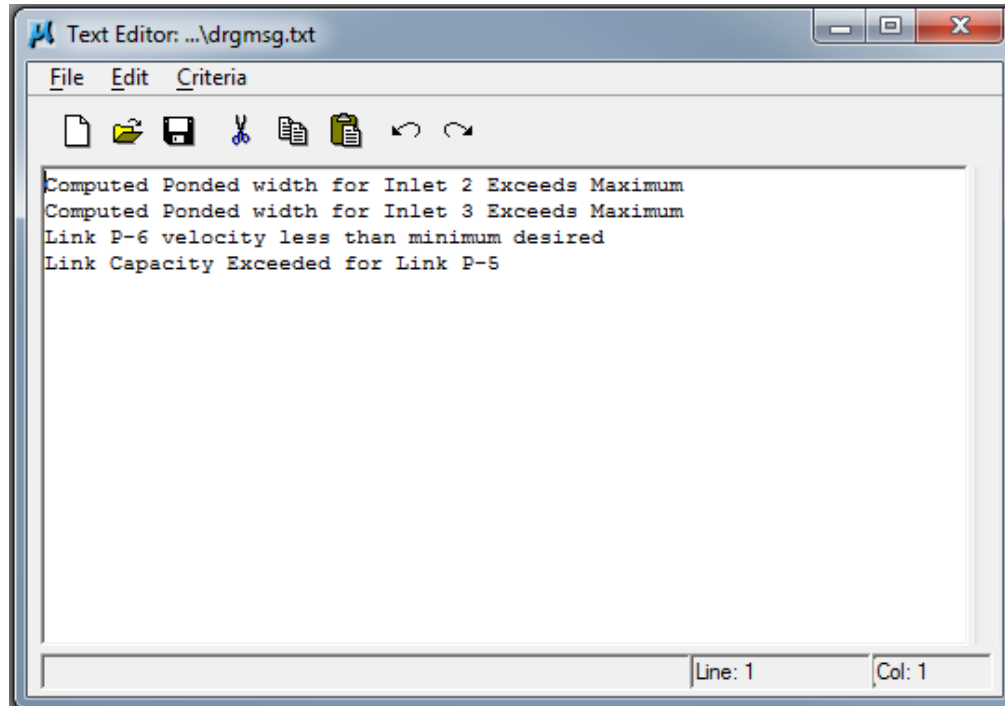 Text Editor: ...\drgmsg.txt
File Edit Criteria
Computed Ponded width for Inlet 2 Exceeds Maximum
Computed Ponded width for Inlet 3 Exceeds Maximum
Link P-6 velocity less than minimum desired
Link Capacity Exceeded for Link P-5
Line: 1 Col: 1